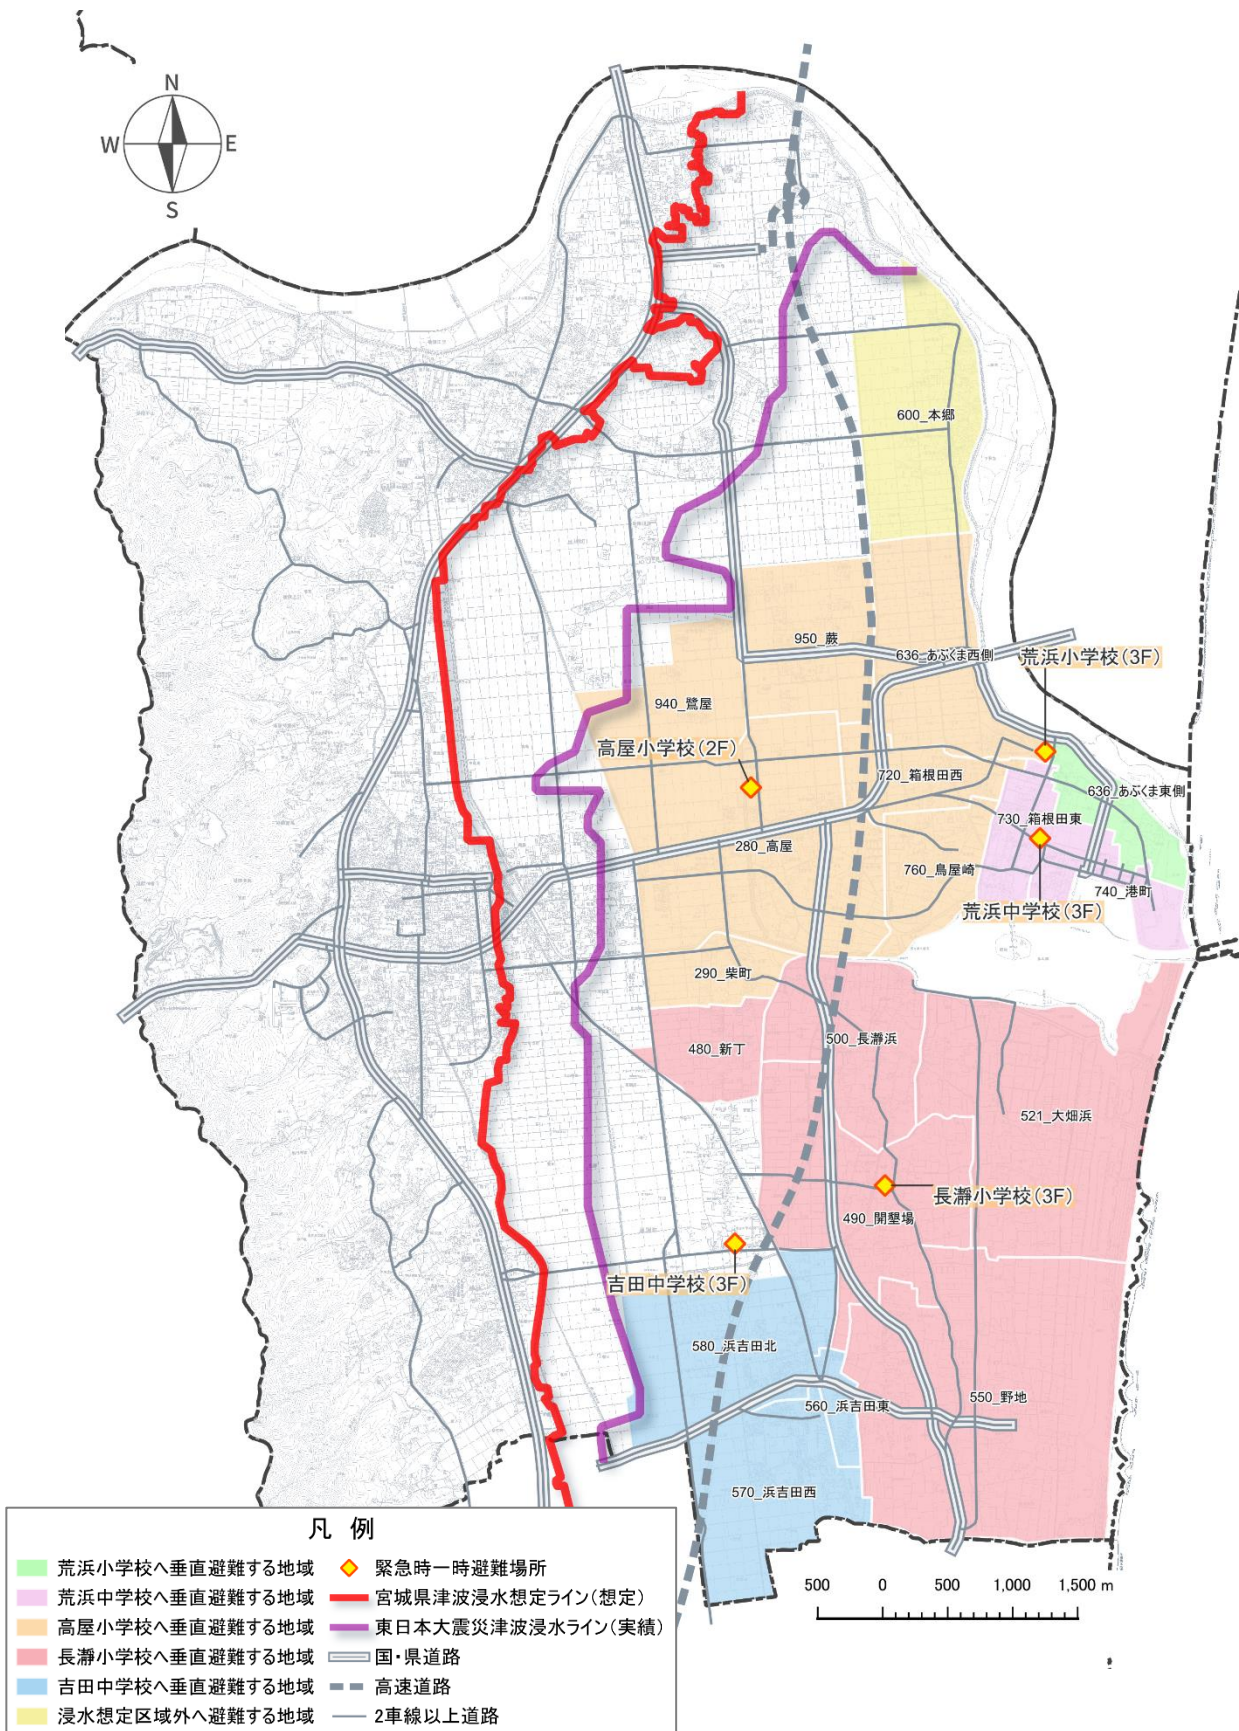 N
W
E
S
600_本郷
950_蕨
636_あぶくま西側
荒浜小学校(3F)
940_鷺屋
高屋小学校(2F)
720_箱根田西
636_あぶくま東側
730_箱根田東
280_高屋
760_鳥屋崎
740_港町
荒浜中学校(3F)
290_柴町
480_新丁
500_長瀞浜
521_大畑浜
長瀞小学校(3F)
490_開墾場
吉田中学校(3F)
580_浜吉田北
550_野地
560_浜吉田東
570_浜吉田西
凡 例
荒浜小学校へ垂直避難する地域
荒浜中学校へ垂直避難する地域
高屋小学校へ垂直避難する地域
長瀞小学校へ垂直避難する地域
吉田中学校へ垂直避難する地域
浸水想定区域外へ避難する地域
緊急時一時避難場所
宮城県津波浸水想定ライン(想定)
東日本大震災津波浸水ライン(実績)
国・県道路
高速道路
2車線以上道路
500 0 500 1,000 1,500 m